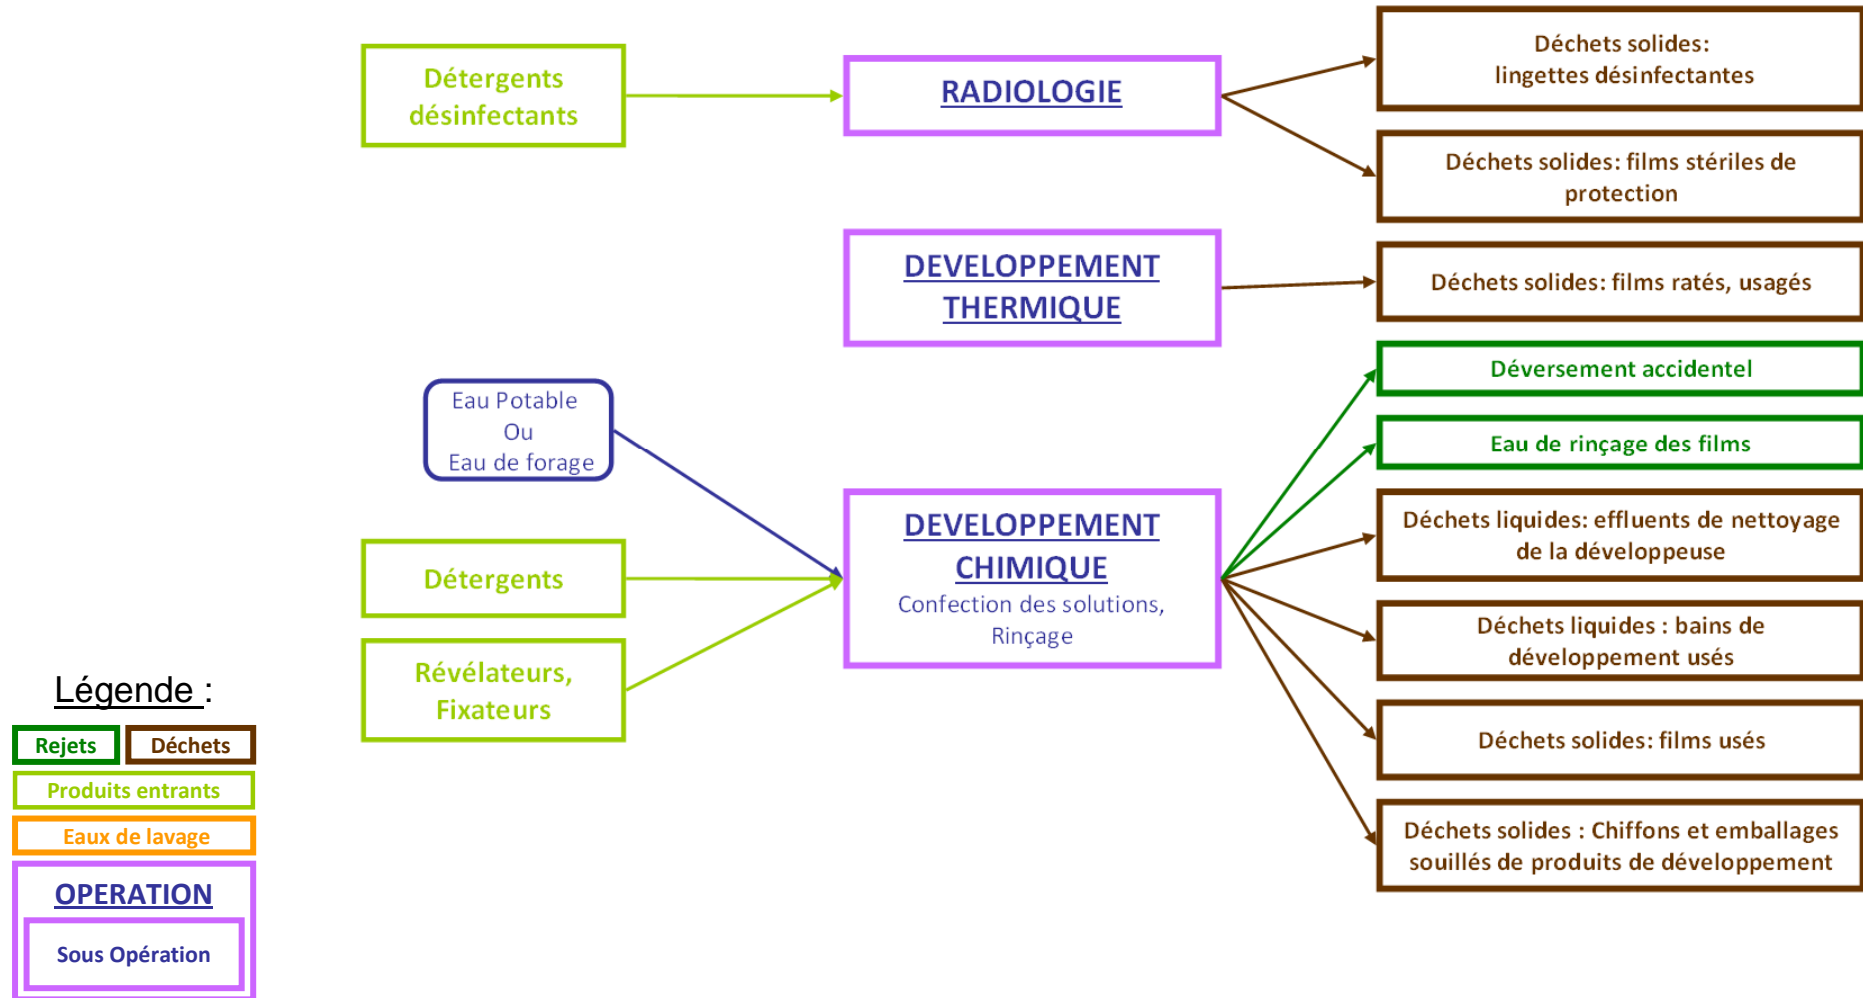 Détergents
désinfectants
RADIOLOGIE
Déchets solides:
lingettes désinfectantes
Déchets solides: films stériles de
protection
DEVELOPPEMENT
THERMIQUE
Déchets solides: films ratés, usagés
Eau Potable
Ou
Eau de forage
Détergents
Révélateurs,
Fixateurs
DEVELOPPEMENT
CHIMIQUE
Confection des solutions,
Rinçage
Déversement accidentel
Eau de rinçage des films
Déchets liquides: effluents de nettoyage
de la développeuse
Déchets liquides : bains de
développement usés
Déchets solides: films usés
Déchets solides : Chiffons et emballages
souillés de produits de développement
Légende :
Rejets
Déchets
Produits entrants
Eaux de lavage
OPERATION
Sous Opération